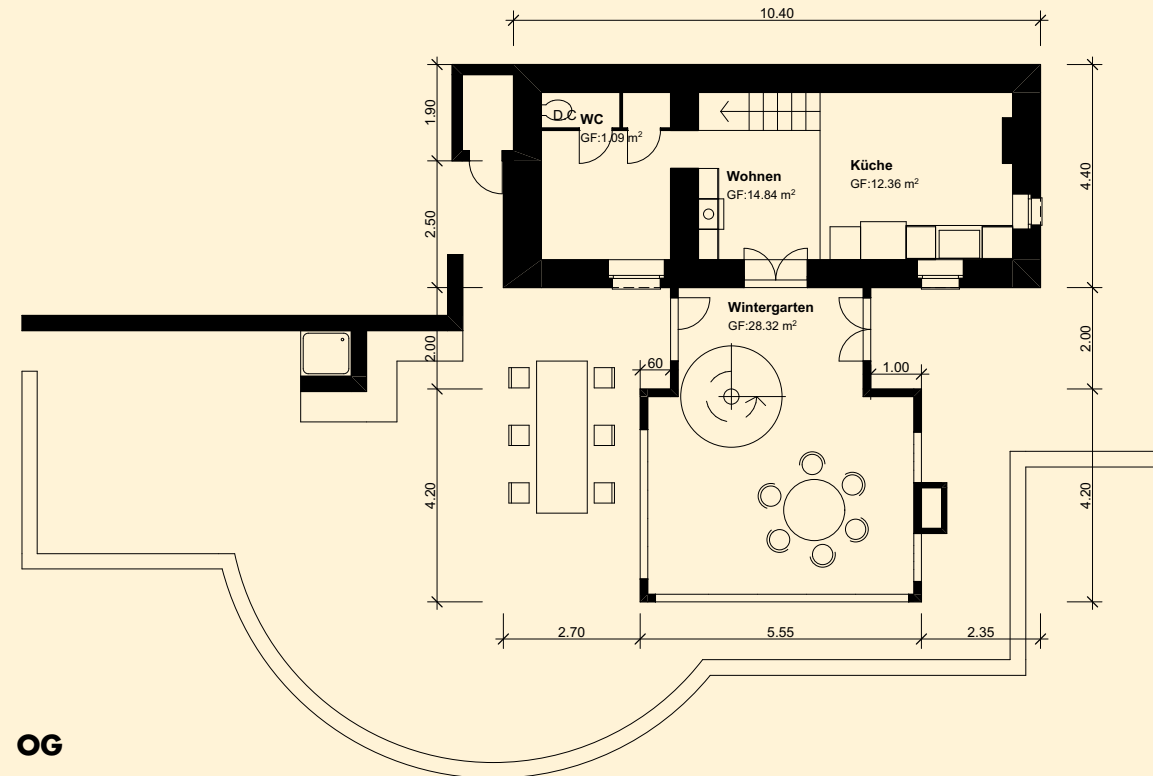 10.40
1.90
D.C
WC
GF:1.09 m²
Wohnen
GF:14.84 m²
Küche
GF:12.36 m²
4.40
2.50
Wintergarten
GF:28.32 m²
2.00
2.00
60
1.00
4.20
4.20
2.70
5.55
2.35
OG